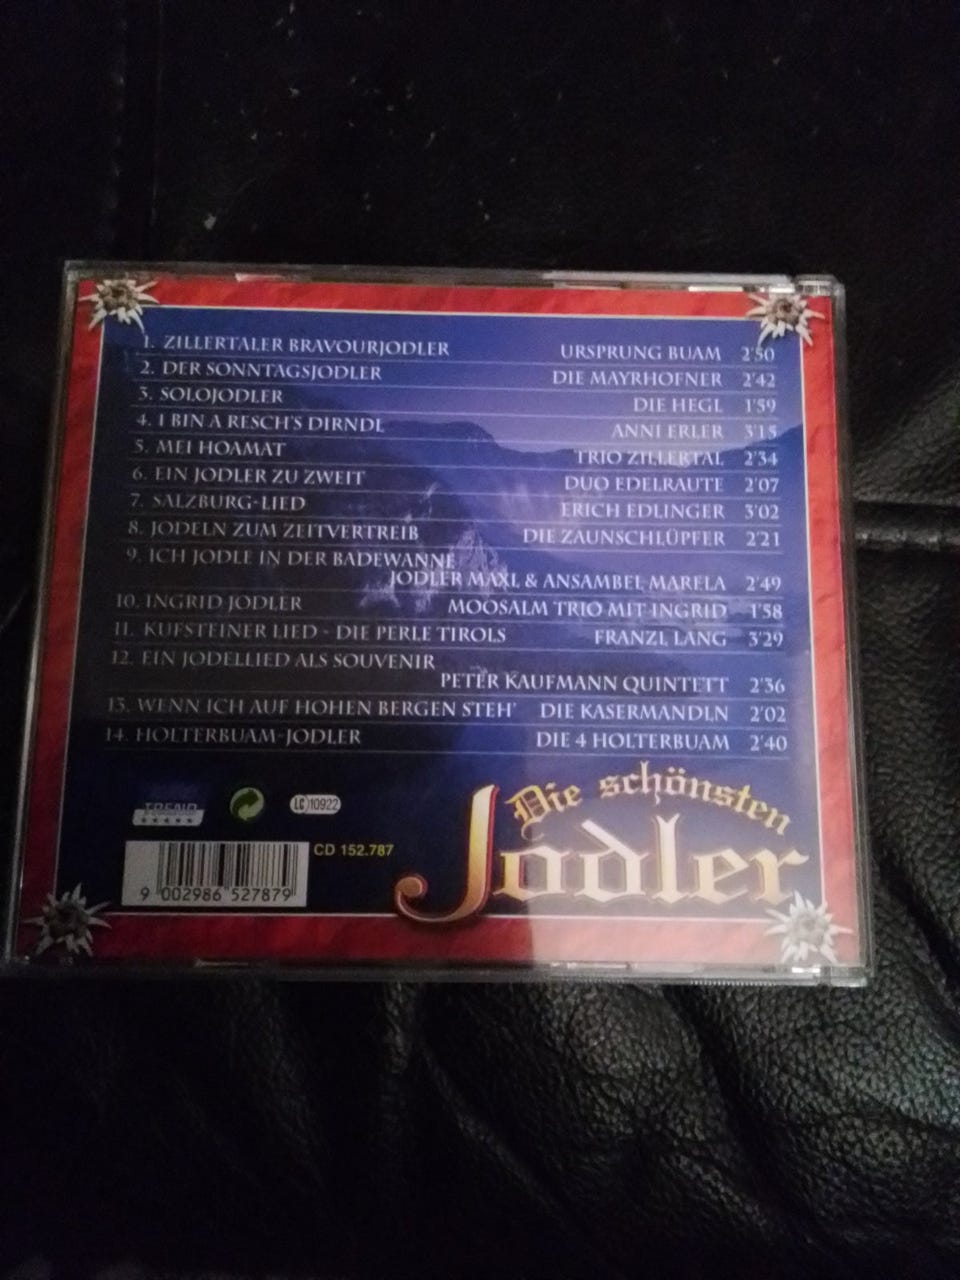 1. ZILLERTALER BRAVOURJODLER URSPRUNG BUAM 2'50
2. DER SONNTAGSJODLER DIE MAYRHOFNER 2'42
3. SOLOJODLER DIE HEGL 1'59
4. I BIN A RESCH'S DIRNDL ANNI ERLER 3'15
5. MEI HOAMAT TRIO ZILLERTAL 2'34
6. EIN JODLER ZU ZWEIT DUO EDELRAUTE 2'07
7. SALZBURG-LIED ERICH EDLINGER 3'02
8. JODELN ZUM ZEITVERTREIB DIE ZAUNSCHLÜPFER 2'21
9. ICH JODLE IN DER BADEWANNE
JODLER MAXL & ANSAMBEL MARELA 2'49
10. INGRID JODLER MOOSALM TRIO MIT INGRID 1'58
11. KUFSTEINER LIED - DIE PERLE TIROLS FRANZL LANG 3'29
12. EIN JODELLIED ALS SOUVENIR
PETER KAUFMANN QUINTETT 2'36
13. WENN ICH AUF HOHEN BERGEN STEH' DIE KASERMANDLN 2'02
14. HOLTERBUAM-JODLER DIE 4 HOLTERBUAM 2'40
LC 10922
CD 152.787
9 002986 527879
Die schönsten
Jodler